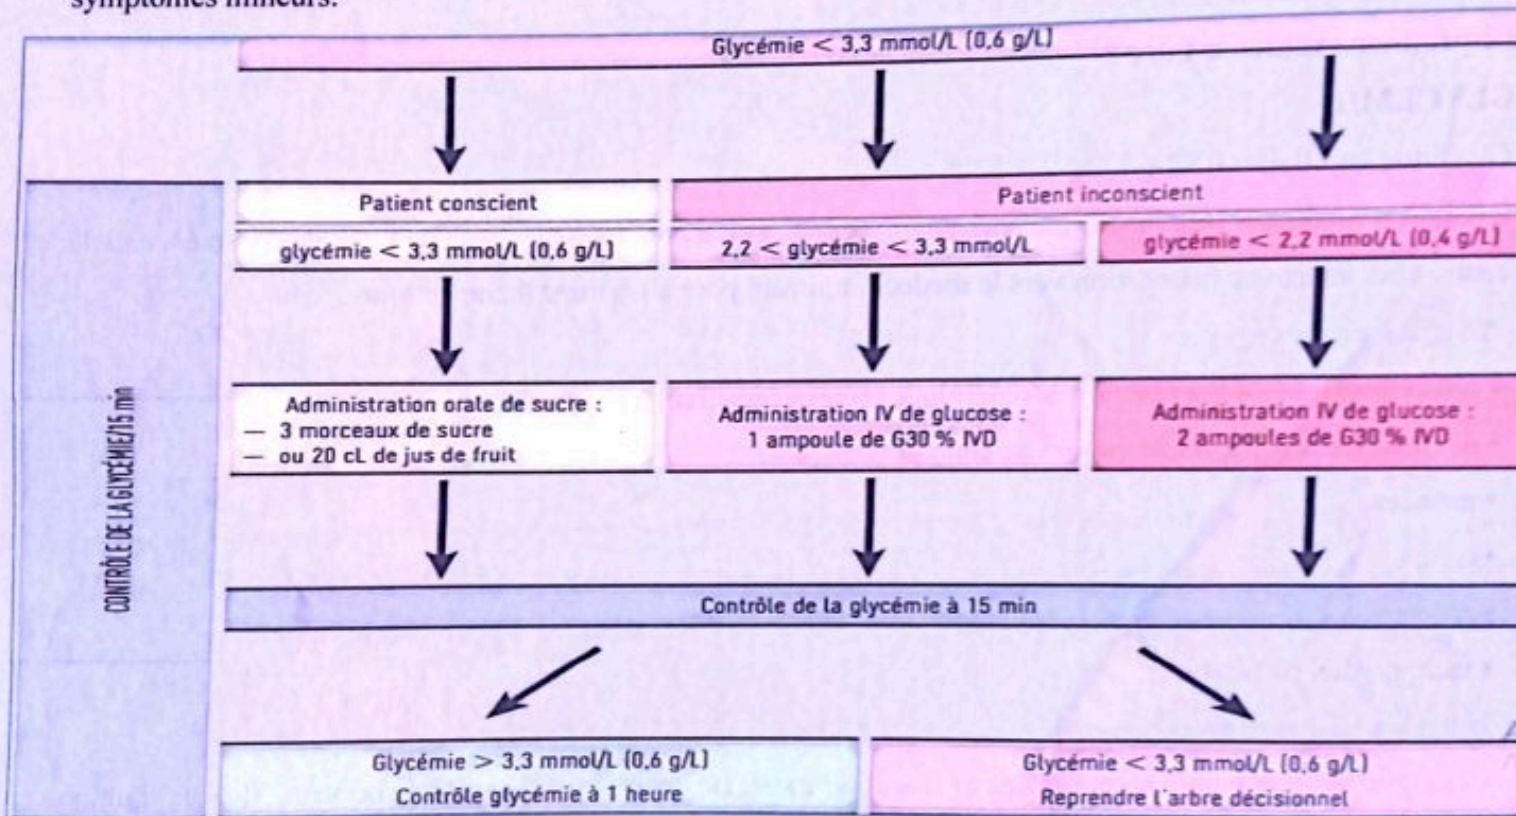 symptômes mineurs.
Glycémie < 3,3 mmol/L (0,6 g/L)
Patient conscient
Patient inconscient
glycémie < 3,3 mmol/L (0,6 g/L)
2,2 < glycémie < 3,3 mmol/L
glycémie < 2,2 mmol/L (0,4 g/L)
CONTRÔLE DE LA GLYCÉMIE/15 min
Administration orale de sucre :
— 3 morceaux de sucre
— ou 20 cL de jus de fruit
Administration IV de glucose :
1 ampoule de G30 % IVD
Administration IV de glucose :
2 ampoules de G30 % IVD
Contrôle de la glycémie à 15 min
Glycémie > 3,3 mmol/L (0,6 g/L)
Contrôle glycémie à 1 heure
Glycémie < 3,3 mmol/L (0,6 g/L)
Reprendre l'arbre décisionnel